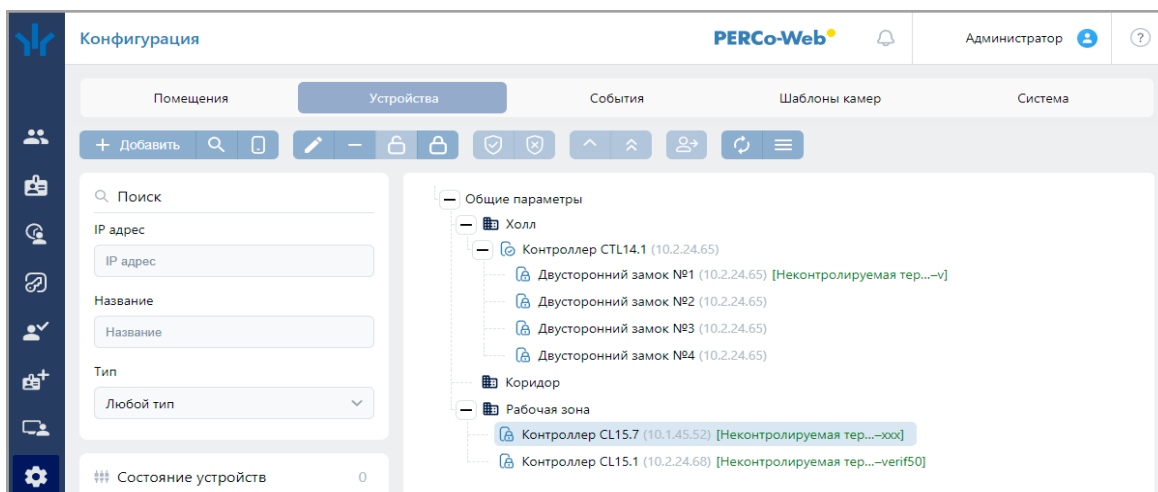 Конфигурация
PERCo-Web
Администратор
?
Помещения
Устройства
События
Шаблоны камер
Система
+ Добавить
Поиск
IP адрес
IP адрес
Название
Название
Тип
Любой тип
Состояние устройств 0
Общие параметры
Холл
Контроллер CTL14.1 (10.2.24.65)
Двусторонний замок №1 (10.2.24.65) [Неконтролируемая тер...–v]
Двусторонний замок №2 (10.2.24.65)
Двусторонний замок №3 (10.2.24.65)
Двусторонний замок №4 (10.2.24.65)
Коридор
Рабочая зона
Контроллер CL15.7 (10.1.45.52) [Неконтролируемая тер...–xxx]
Контроллер CL15.1 (10.2.24.68) [Неконтролируемая тер...–verif50]